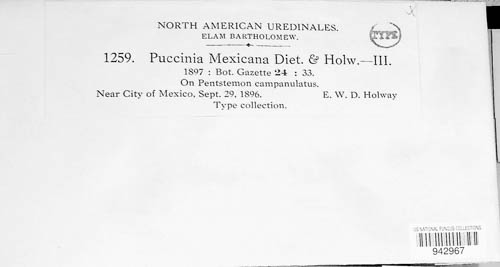 NORTH AMERICAN UREDINALES.
ELAM BARTHOLOMEW.
TYPE
1259. Puccinia Mexicana Diet. & Holw.—III.
1897 : Bot. Gazette 24 : 33.
On Pentstemon campanulatus.
Near City of Mexico, Sept. 29, 1896. E. W. D. Holway
Type collection.
US NATIONAL FUNGUS COLLECTIONS
942967